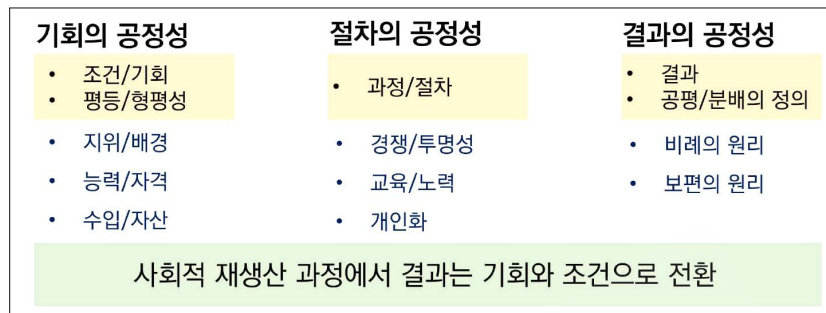 기회의 공정성
• 조건/기회
• 평등/형평성
• 지위/배경
• 능력/자격
• 수입/자산
절차의 공정성
• 과정/절차
• 경쟁/투명성
• 교육/노력
• 개인화
결과의 공정성
• 결과
• 공평/분배의 정의
• 비례의 원리
• 보편의 원리
사회적 재생산 과정에서 결과는 기회와 조건으로 전환